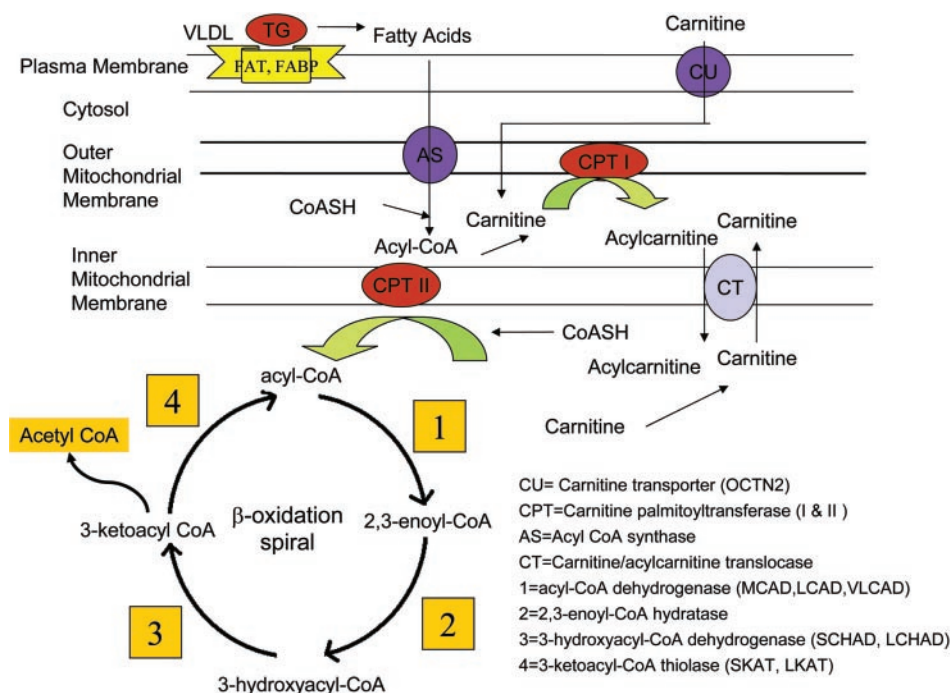 VLDL
TG
Fatty Acids
Carnitine
Plasma Membrane
FAT, FABP
CU
Cytosol
Outer
Mitochondrial
Membrane
AS
CPT I
CoASH
Carnitine
Acyl-CoA
Acylcarnitine
Carnitine
Inner
Mitochondrial
Membrane
CPT II
CT
CoASH
Acylcarnitine
Carnitine
acyl-CoA
Carnitine
4
1
Acetyl CoA
3-ketoacyl CoA
β-oxidation
spiral
2,3-enoyl-CoA
3
2
3-hydroxyacyl-CoA
CU= Carnitine transporter (OCTN2)
CPT=Carnitine palmitoyltransferase (I & II )
AS=Acyl CoA synthase
CT=Carnitine/acylcarnitine translocase
1=acyl-CoA dehydrogenase (MCAD,LCAD,VLCAD)
2=2,3-enoyl-CoA hydratase
3=3-hydroxyacyl-CoA dehydrogenase (SCHAD, LCHAD)
4=3-ketoacyl-CoA thiolase (SKAT, LKAT)